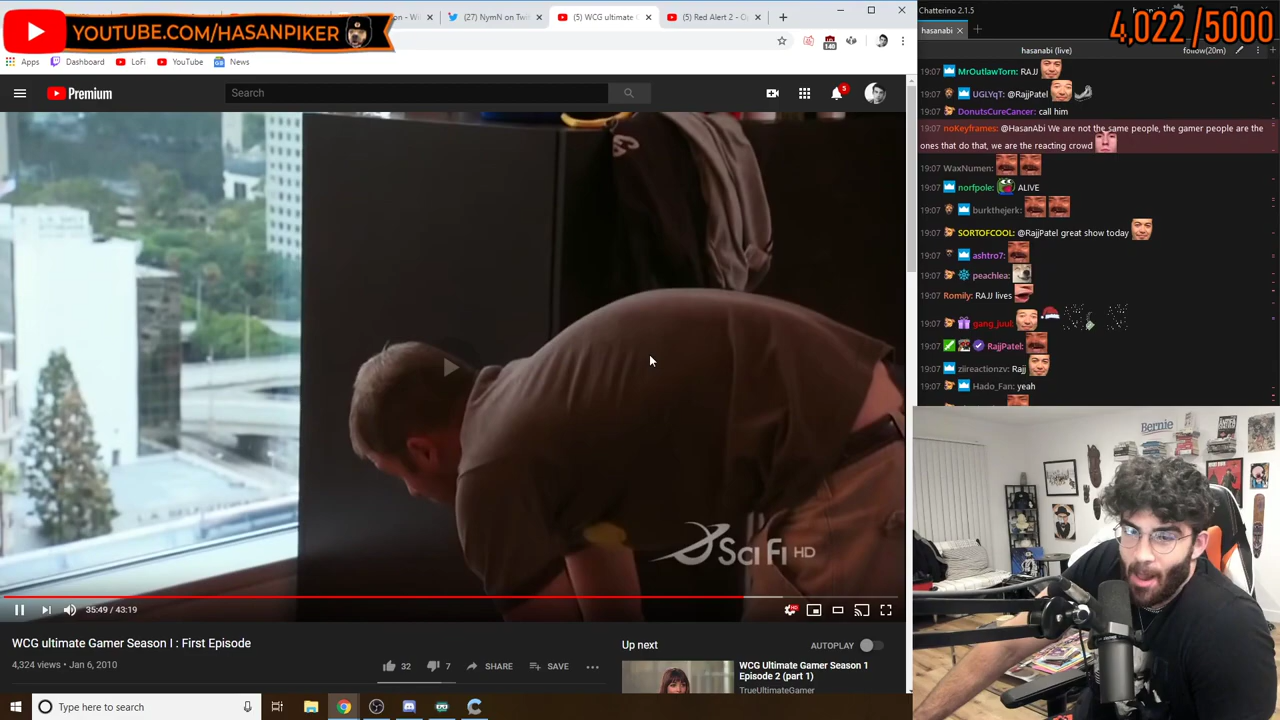 YOUTUBE.COM/HASANPIKER
(27) NymN on Twi
(5) WCG ultimate G
(5) Red Alert 2 - O
Apps
Dashboard
LoFi
YouTube
News
140
Premium
Search
5
SciFi HD
35:49 / 43:19
WCG ultimate Gamer Season I : First Episode
4,324 views • Jan 6, 2010
32
7
SHARE
SAVE
Up next
AUTOPLAY
WCG Ultimate Gamer Season 1
Episode 2 (part 1)
TrueUltimateGamer
Type here to search
Chatterino 2.1.5
4,022 /5000
hasanabi
hasanabi (live)
follow(20m)
19:07 MrOutlawTorn: RAJJ
19:07 UGLYqT: @RajjPatel
19:07 DonutsCureCancer: call him
19:07 noKeyframes: @HasanAbi We are not the same people, the gamer people are the
ones that do that, we are the reacting crowd
19:07 WaxNumen:
19:07 norfpole: ALIVE
19:07 burkthejerk:
19:07 SORTOFCOOL: @RajjPatel great show today
19:07 ashtro7:
19:07 peachlea:
19:07 Romily: RAJJ lives
19:07 gang_juul:
19:07 RajjPatel:
19:07 ziireactionzv: Rajj
19:07 Hado_Fan: yeah
Bernie